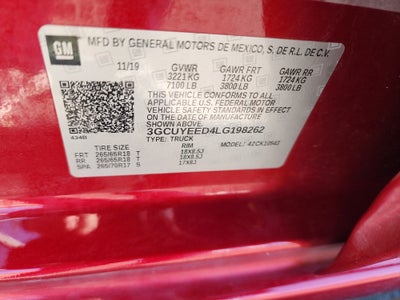 GM
MFD BY GENERAL MOTORS DE MEXICO, S, DE R.L. DE C.V.
11/19 GVWR GAWR FRT GAWR RR
3221 KG 1724 KG 1724 KG
7100 LB 3800 LB 3800 LB
THIS VEHICLE CONFORMS TO ALL APPLICABLE
U.S. FEDERAL MOTOR VEHICLE SAFETY STANDARDS IN
EFFECT ON THE DATE OF MANUFACTURE SHOWN ABOVE.
3GCUYEED4LG198262
434B TYPE: TRUCK MODEL: 42CK10543
TIRE SIZE RIM
FRT 265/65R18 T 18X8.5J
RR 265/65R18 T 18X8.5J
SPA 265/70R17 T 17X8J